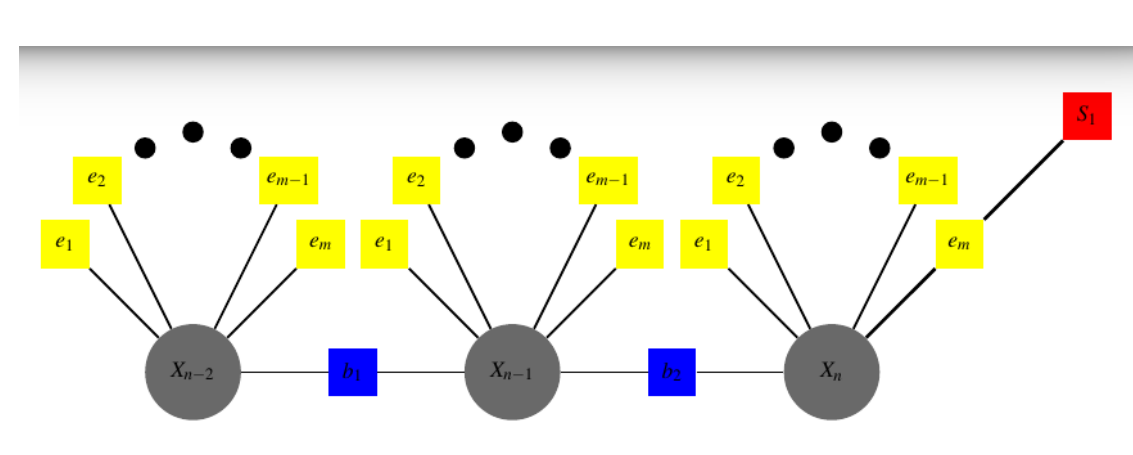 S₁
e₂ eₘ₋₁ e₂ eₘ₋₁ e₂ eₘ₋₁
e₁ eₘ e₁ eₘ e₁ eₘ
Xₙ₋₂ b₁ Xₙ₋₁ b₂ Xₙ